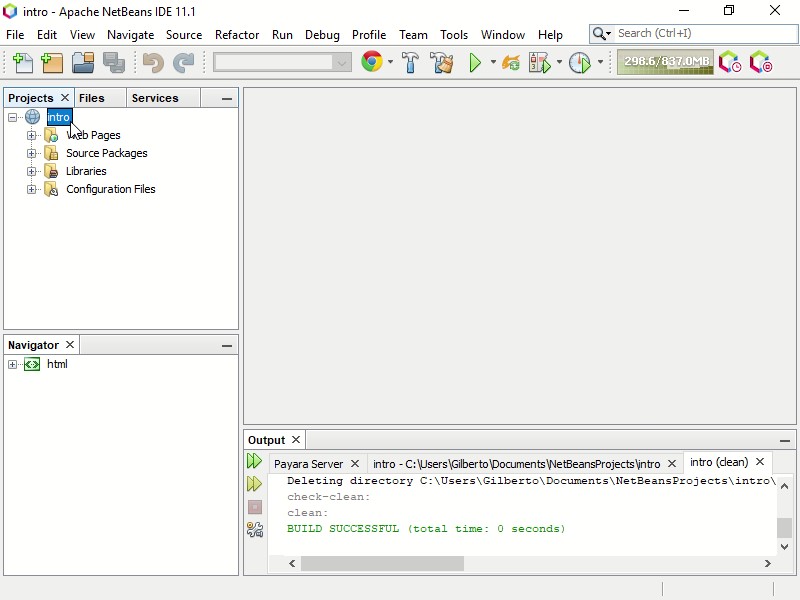 intro - Apache NetBeans IDE 11.1
File Edit View Navigate Source Refactor Run Debug Profile Team Tools Window Help
Search (Ctrl+I)
298.6/837.0MB
Projects Files Services
intro
Web Pages
Source Packages
Libraries
Configuration Files
Navigator
html
Output
Payara Server intro - C:\Users\Gilberto\Documents\NetBeansProjects\intro intro (clean)
Deleting directory C:\Users\Gilberto\Documents\NetBeansProjects\intro\
check-clean:
clean:
BUILD SUCCESSFUL (total time: 0 seconds)